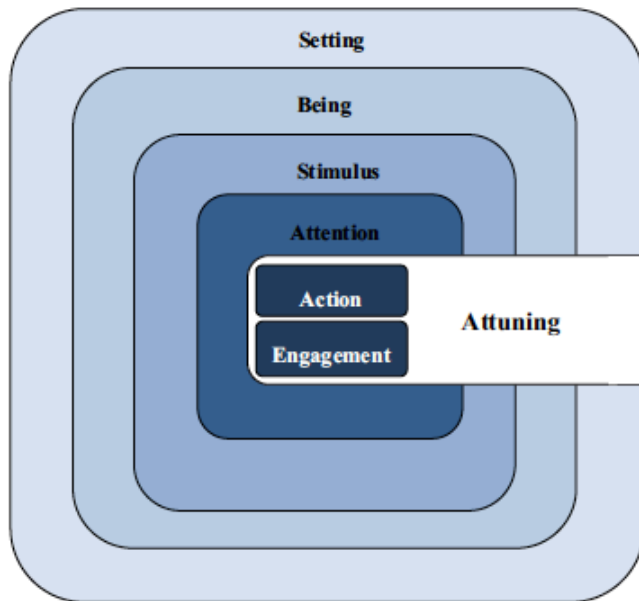 Setting
Being
Stimulus
Attention
Action
Attuning
Engagement